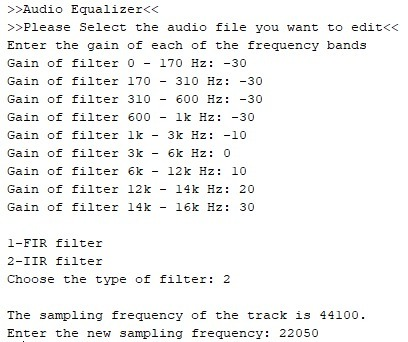 >>Audio Equalizer<<
>>Please Select the audio file you want to edit<<
Enter the gain of each of the frequency bands
Gain of filter 0 - 170 Hz: -30
Gain of filter 170 - 310 Hz: -30
Gain of filter 310 - 600 Hz: -30
Gain of filter 600 - 1k Hz: -30
Gain of filter 1k - 3k Hz: -10
Gain of filter 3k - 6k Hz: 0
Gain of filter 6k - 12k Hz: 10
Gain of filter 12k - 14k Hz: 20
Gain of filter 14k - 16k Hz: 30
1-FIR filter
2-IIR filter
Choose the type of filter: 2
The sampling frequency of the track is 44100.
Enter the new sampling frequency: 22050